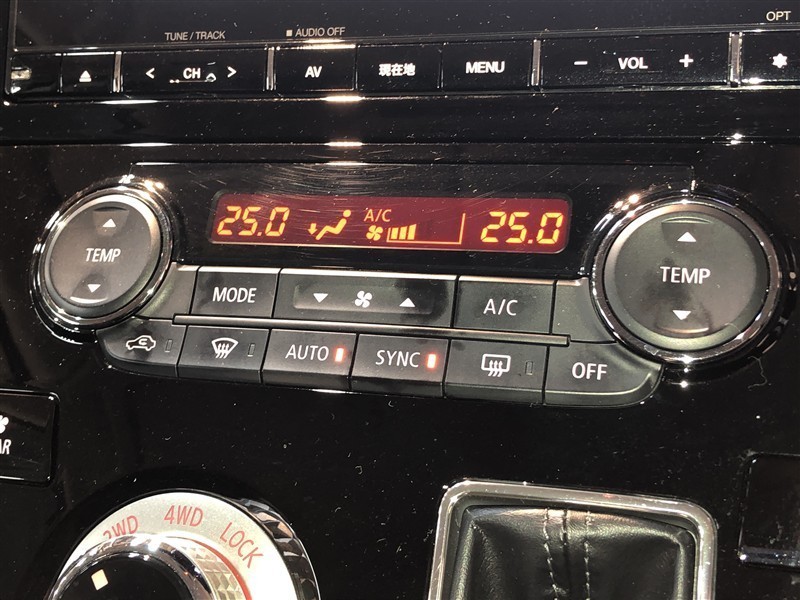 TUNE / TRACK
AUDIO OFF
OPT
CH
AV
現在地
MENU
VOL
25.0
A/C
25.0
TEMP
TEMP
MODE
A/C
AUTO
SYNC
OFF
4WD
LOCK